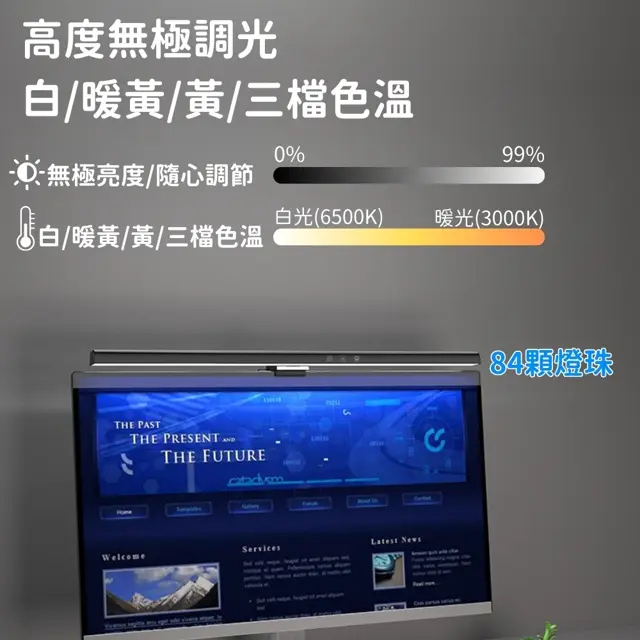 高度無極調光
白/暖黃/黃/三檔色溫
無極亮度/隨心調節
0%
99%
白/暖黃/黃/三檔色溫
白光(6500K)
暖光(3000K)
84顆燈珠
THE PAST
THE PRESENT AND
THE FUTURE
Home
Templates
Gallery
Forum
About Us
Contact
Welcome
Services
Latest News
Read more...